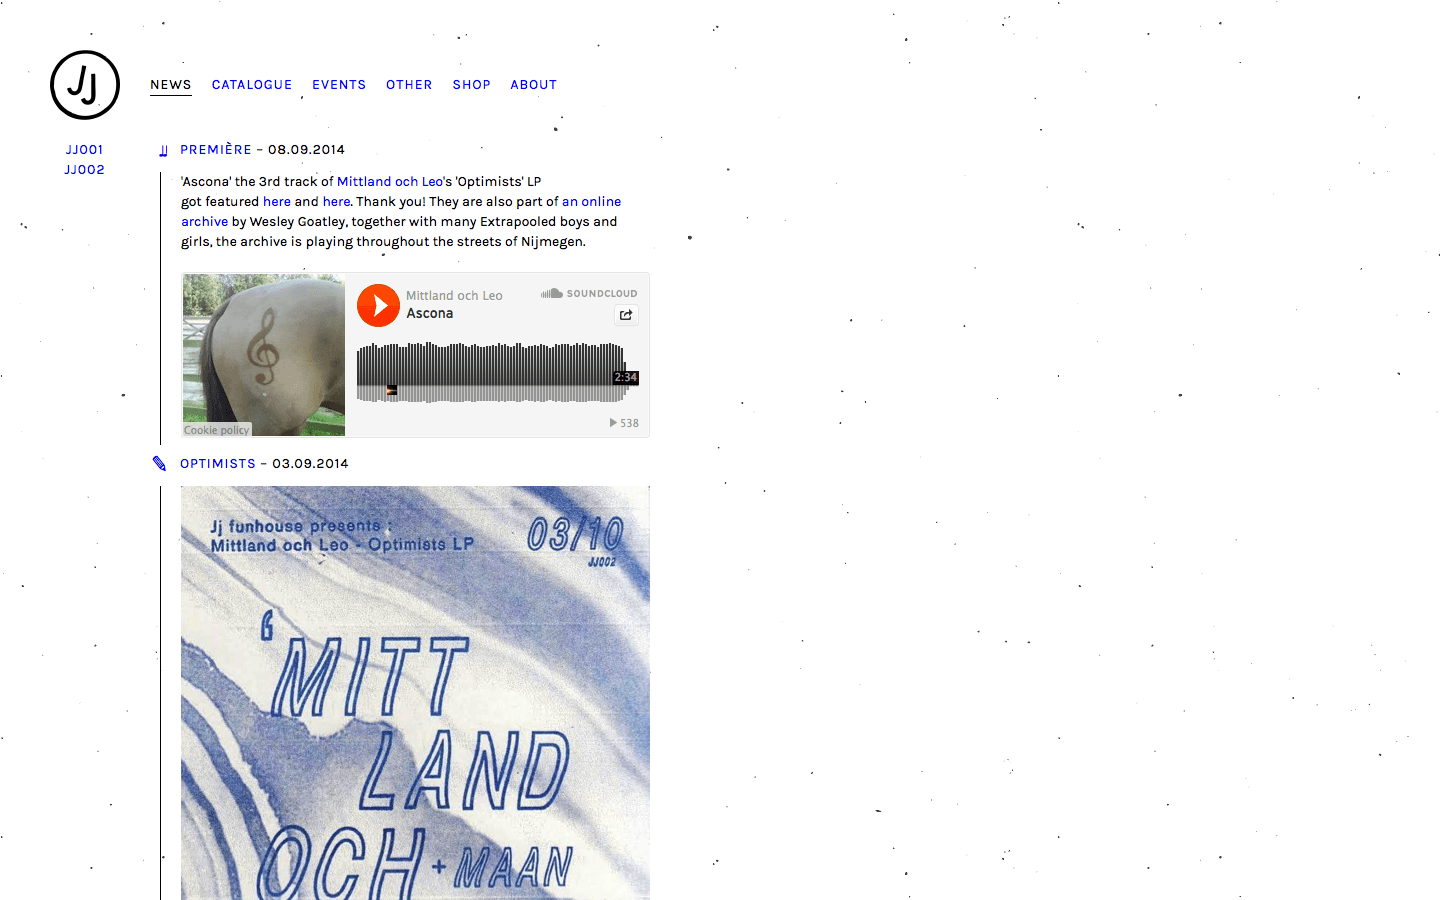 Jj
NEWS CATALOGUE EVENTS OTHER SHOP ABOUT
JJ001
JJ002
PREMIÈRE – 08.09.2014
'Ascona' the 3rd track of Mittland och Leo's 'Optimists' LP
got featured here and here. Thank you! They are also part of an online
archive by Wesley Goatley, together with many Extrapooled boys and
girls, the archive is playing throughout the streets of Nijmegen.
Mittland och Leo
Ascona
SOUNDCLOUD
2:34
538
Cookie policy
OPTIMISTS – 03.09.2014
Jj funhouse presents :
Mittland och Leo - Optimists LP
03/10
JJ002
'MITT
LAND
OCH + MAAN